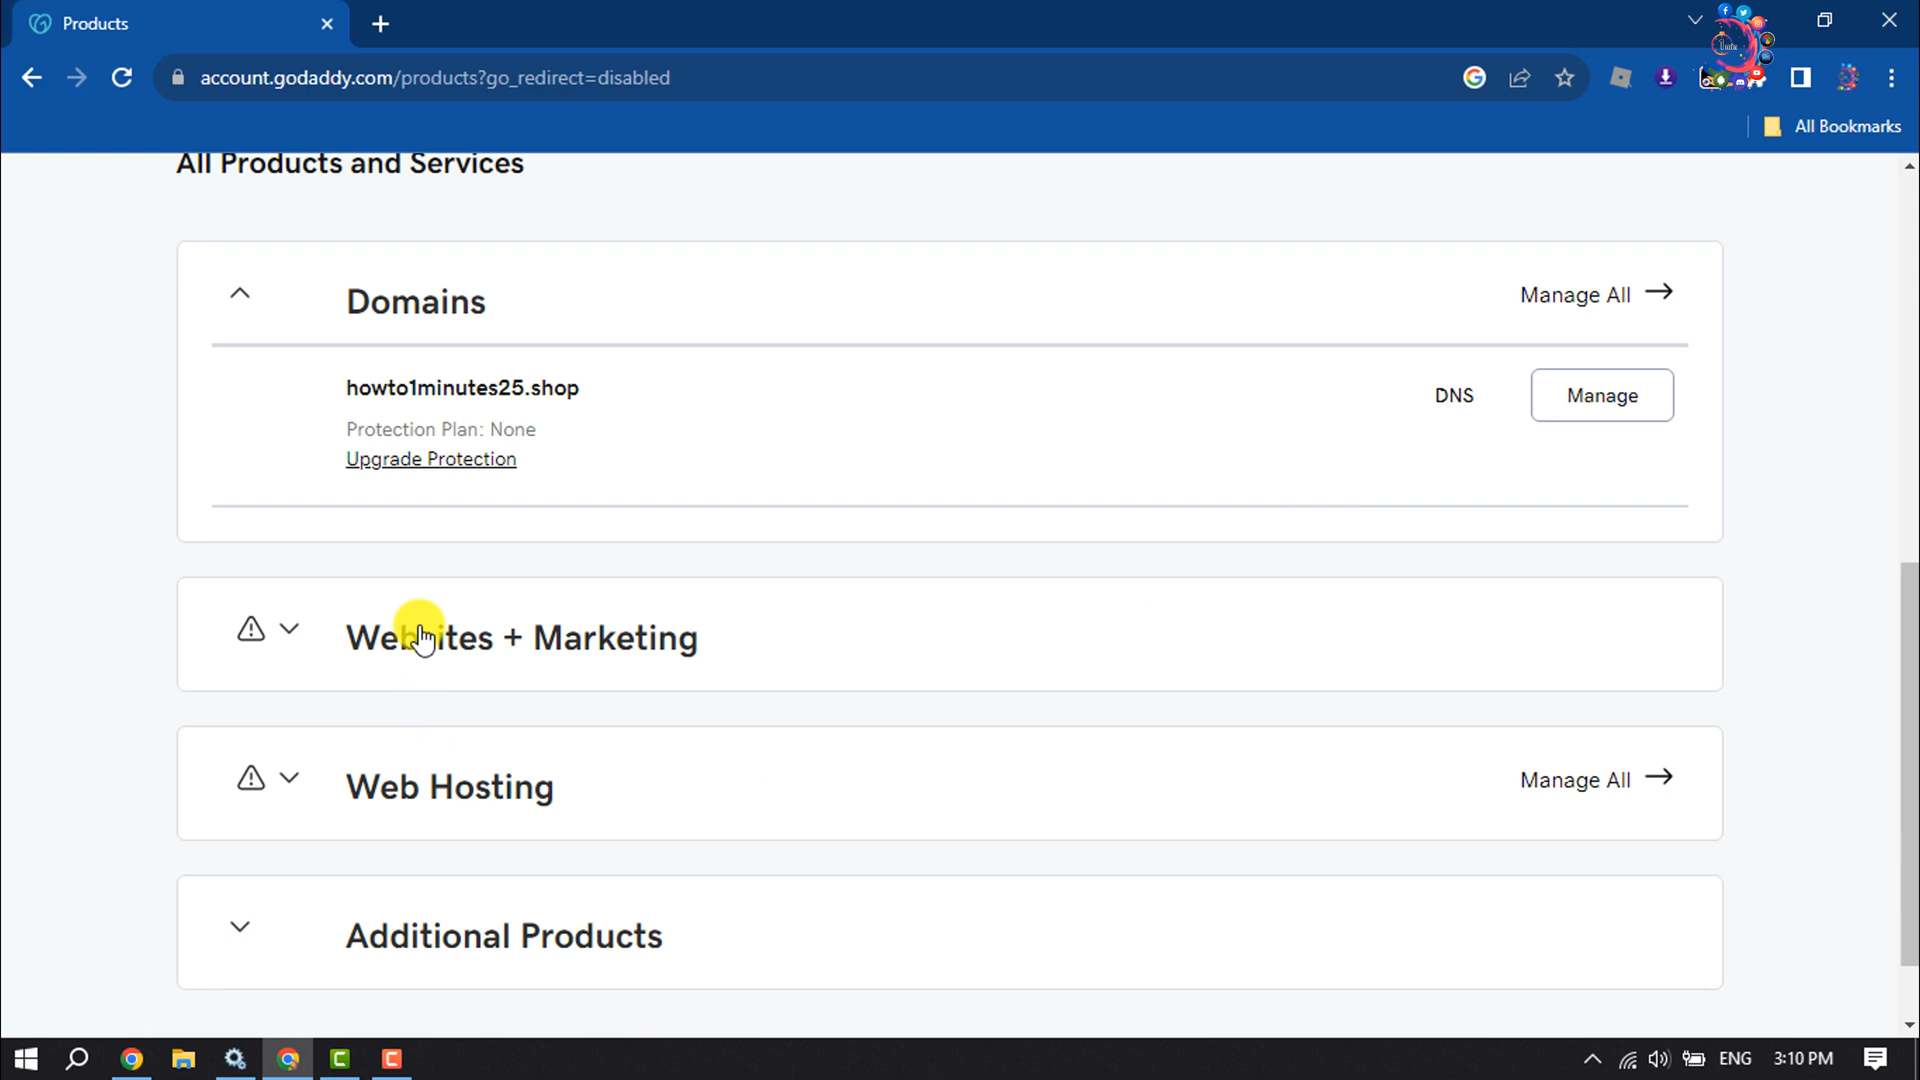 Products
account.godaddy.com/products?go_redirect=disabled
All Bookmarks
All Products and Services
Domains
Manage All
howto1minutes25.shop
DNS
Manage
Protection Plan: None
Upgrade Protection
Websites + Marketing
Web Hosting
Manage All
Additional Products
ENG
3:10 PM